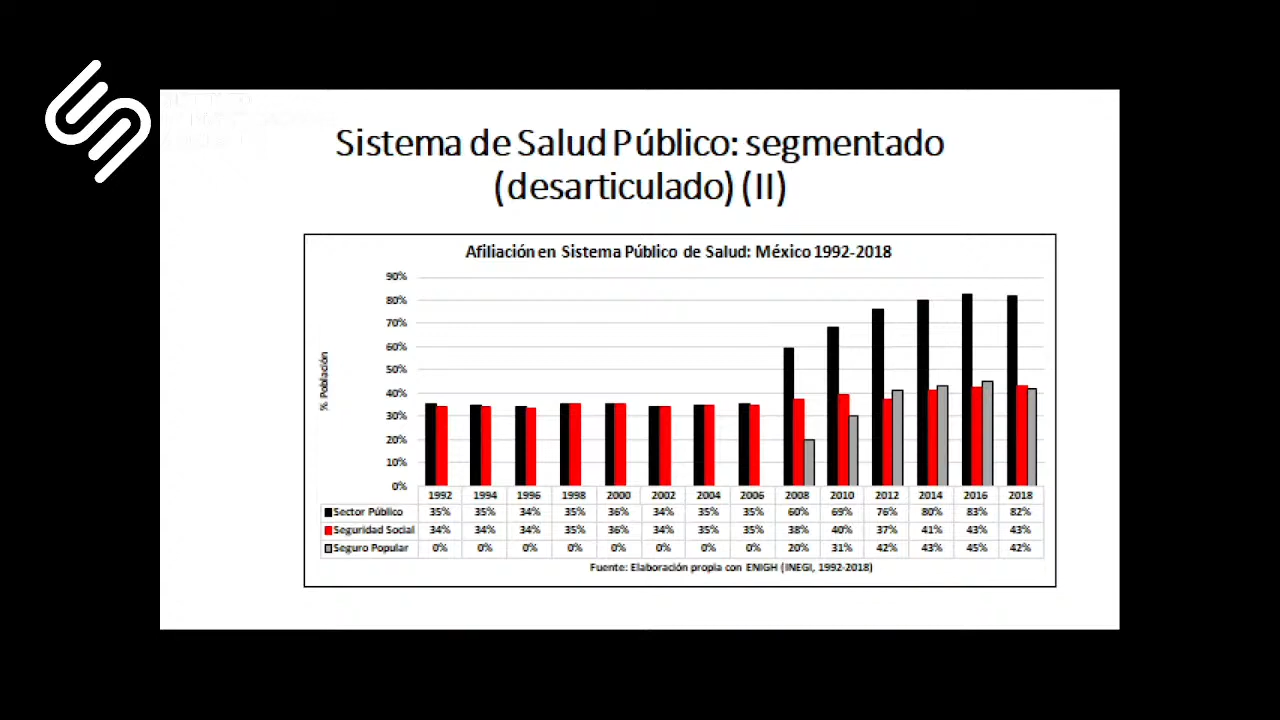 Sistema de Salud Público: segmentado
(desarticulado) (II)
Afiliación en Sistema Público de Salud: México 1992-2018
% Población
90%
80%
70%
60%
50%
40%
30%
20%
10%
0%
1992 1994 1996 1998 2000 2002 2004 2006 2008 2010 2012 2014 2016 2018
Sector Público 35% 35% 34% 35% 36% 34% 35% 35% 60% 69% 76% 80% 83% 82%
Seguridad Social 34% 34% 34% 35% 36% 34% 35% 35% 38% 40% 37% 41% 43% 43%
Seguro Popular 0% 0% 0% 0% 0% 0% 0% 0% 20% 31% 42% 43% 45% 42%
Fuente: Elaboración propia con ENIGH (INEGI, 1992-2018)